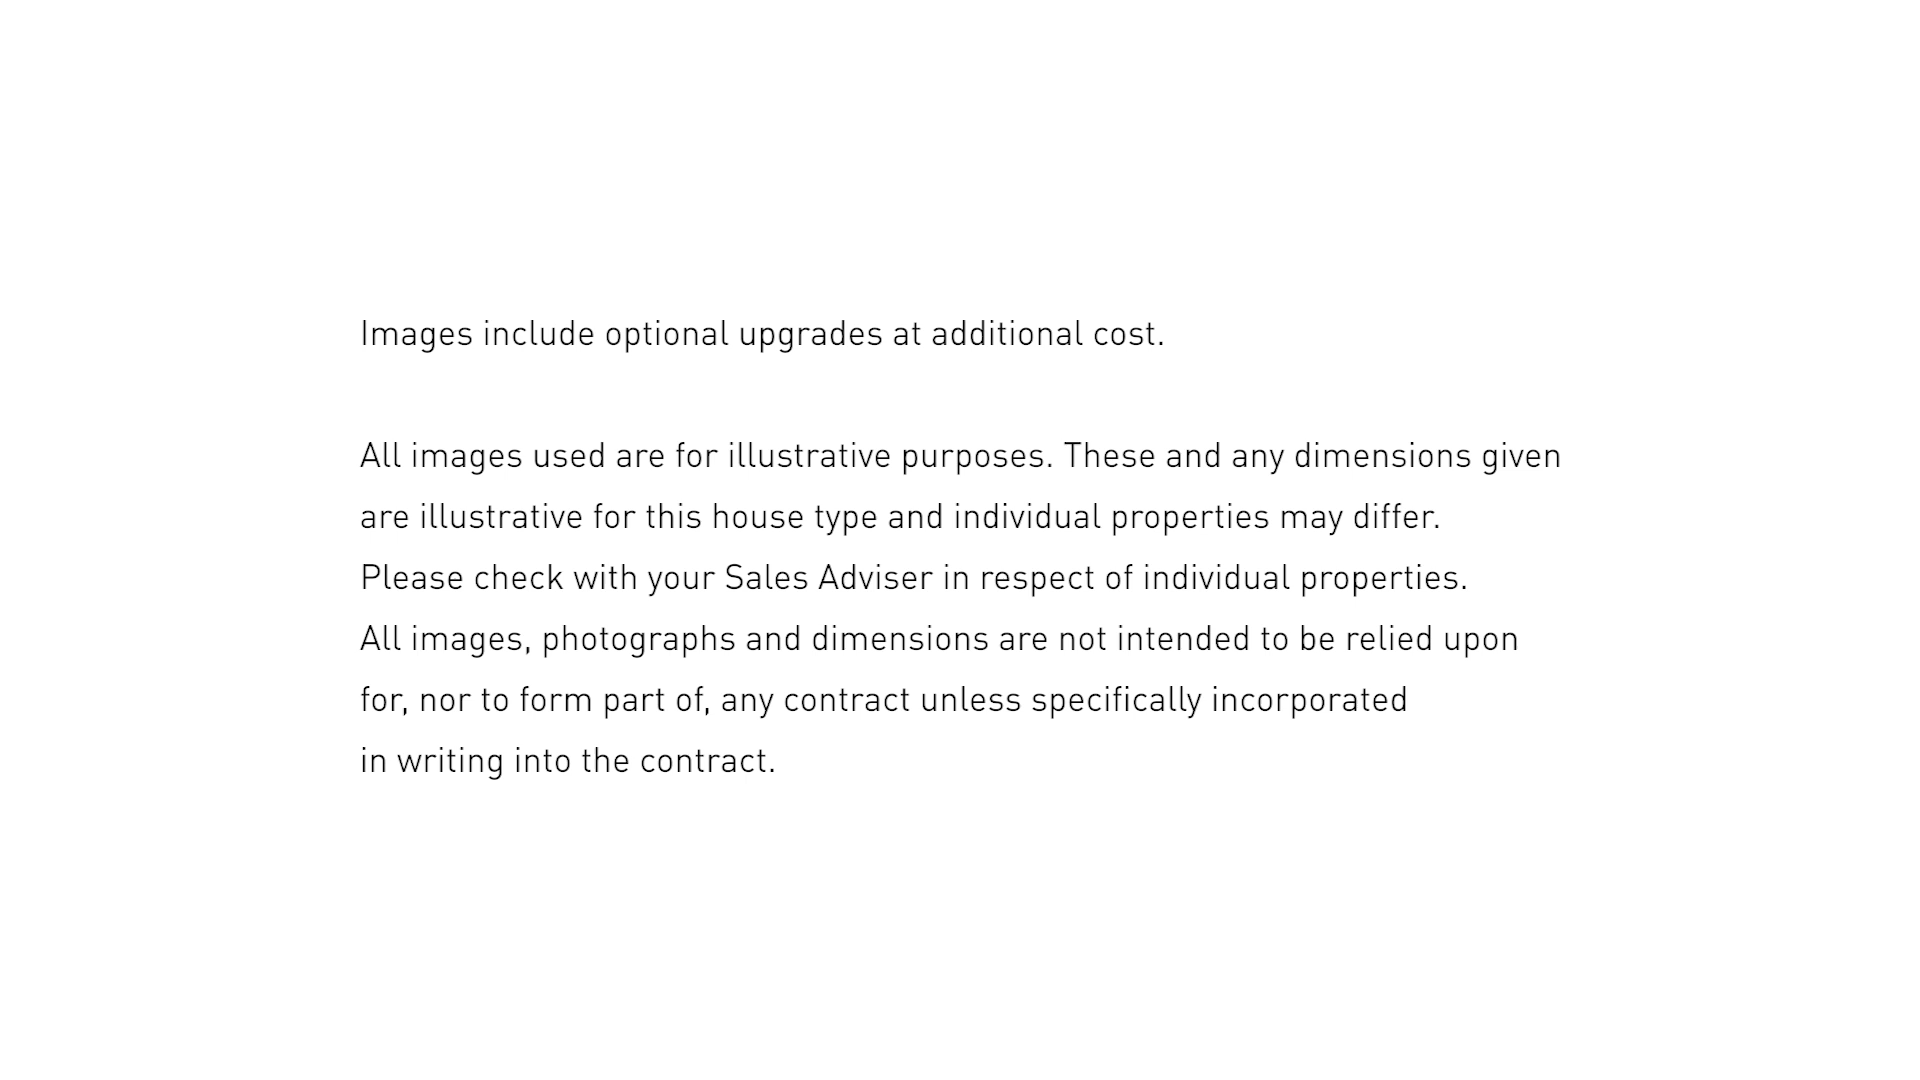 Images include optional upgrades at additional cost.
All images used are for illustrative purposes. These and any dimensions given
are illustrative for this house type and individual properties may differ.
Please check with your Sales Adviser in respect of individual properties.
All images, photographs and dimensions are not intended to be relied upon
for, nor to form part of, any contract unless specifically incorporated
in writing into the contract.